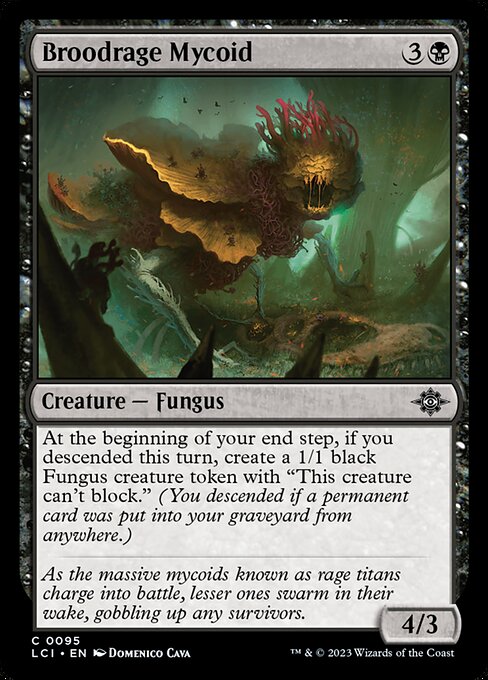 Broodrage Mycoid 3
Creature — Fungus
At the beginning of your end step, if you
descended this turn, create a 1/1 black
Fungus creature token with “This creature
can’t block.” (You descended if a permanent
card was put into your graveyard from
anywhere.)
As the massive mycoids known as rage titans
charge into battle, lesser ones swarm in their
wake, gobbling up any survivors.
4/3
C 0095
LCI • EN Domenico Cava
™ & © 2023 Wizards of the Coast